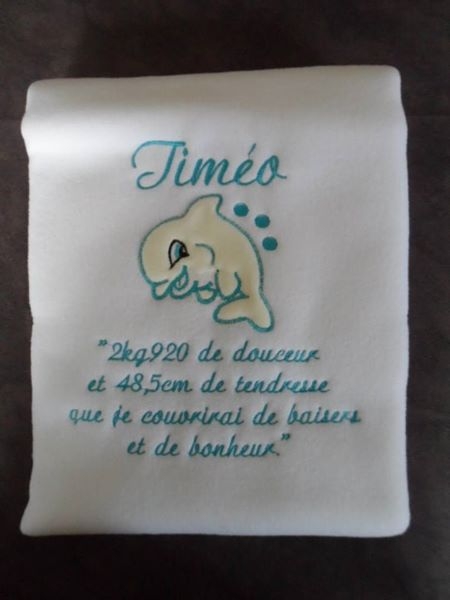 Timéo
"2kg920 de douceur
et 48,5cm de tendresse
que je couvrirai de baisers
et de bonheur."